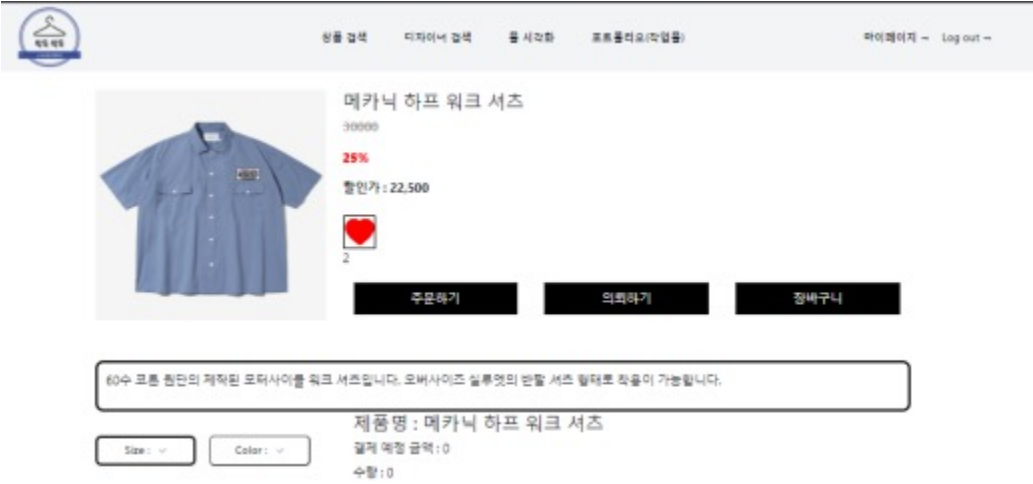 상품 검색 디자이너 검색 몰 시각화 포트폴리오(작업물) 마이페이지 → Log out →
메카닉 하프 워크 셔츠
30000
25%
할인가 : 22,500
2
주문하기 의뢰하기 장바구니
60수 코튼 원단의 제작된 모터사이클 워크 셔츠입니다. 오버사이즈 실루엣의 반팔 셔츠 형태로 착용이 가능합니다.
제품명 : 메카닉 하프 워크 셔츠
Size : Color :
결제 예정 금액 : 0
수량 : 0